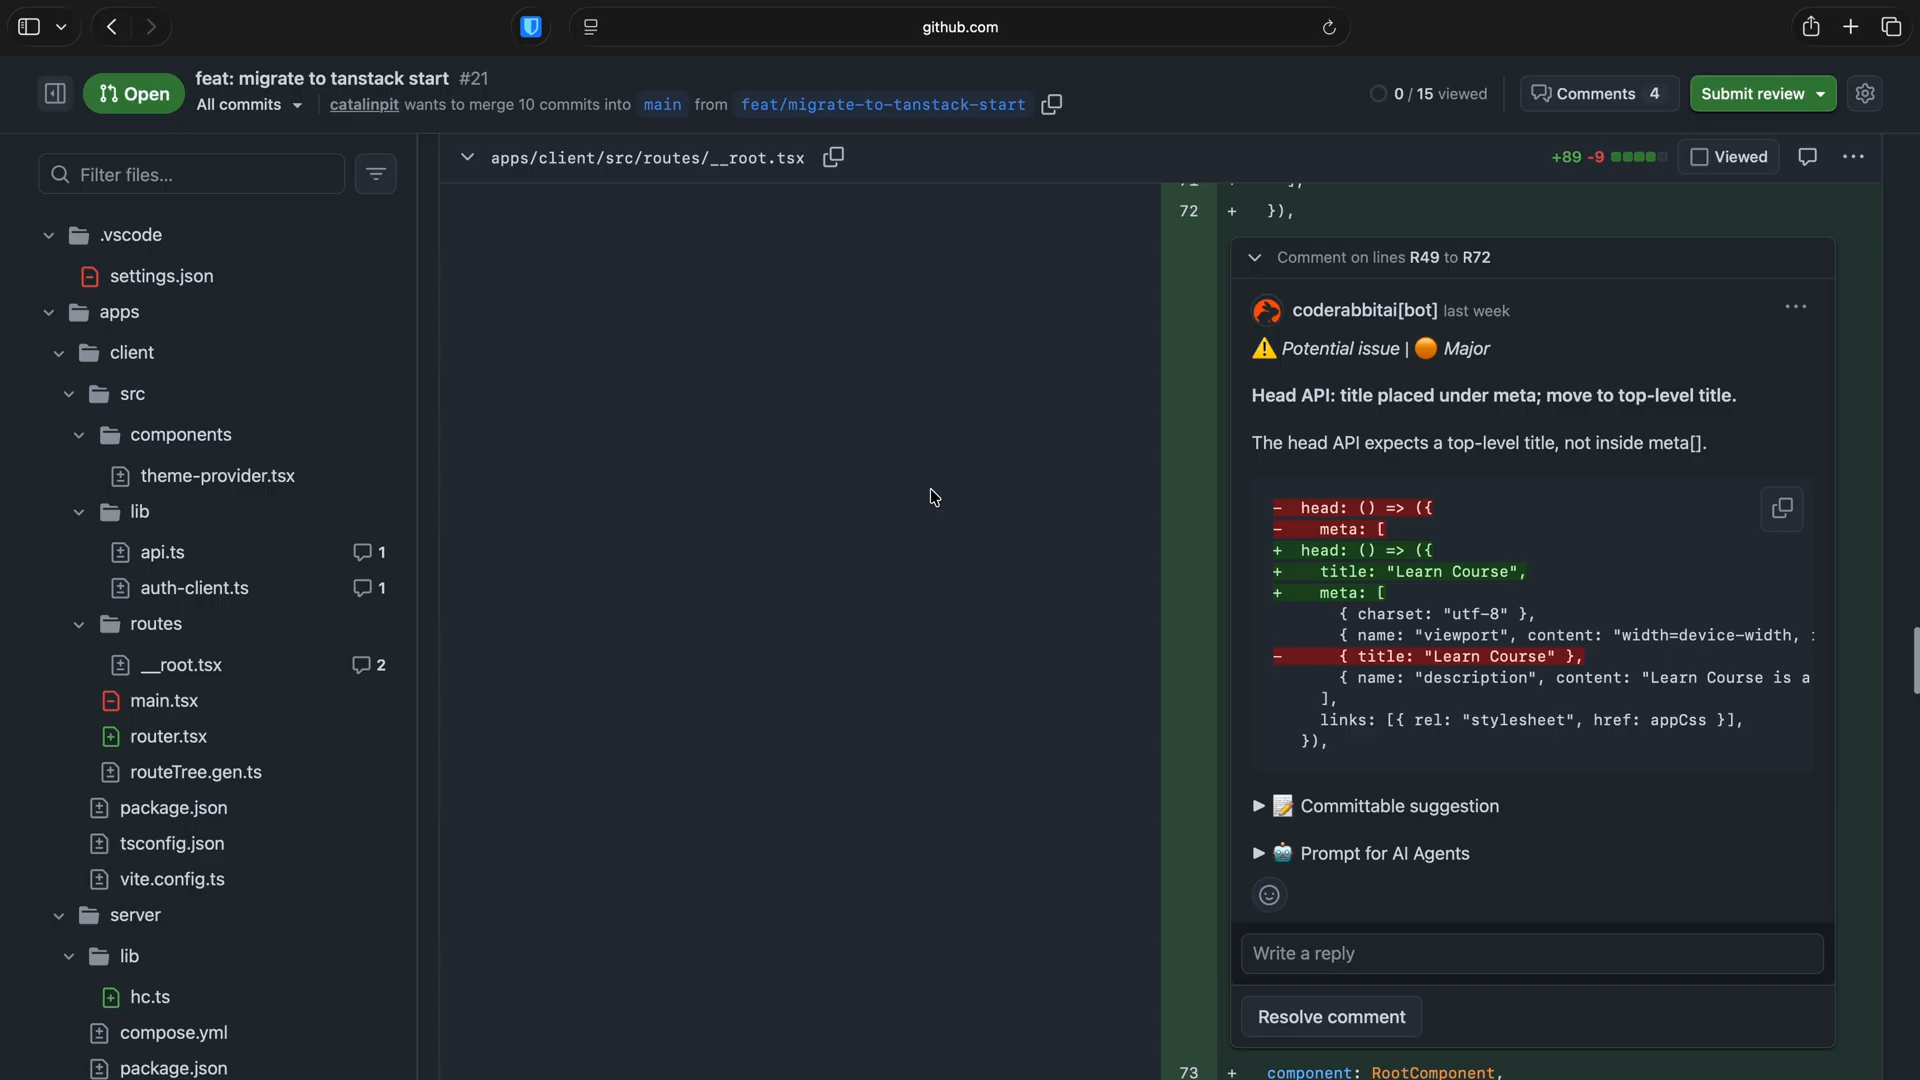 github.com
feat: migrate to tanstack start #21
Open
All commits
catalinpit wants to merge 10 commits into main from feat/migrate-to-tanstack-start
0 / 15 viewed
Comments 4
Submit review
Filter files...
.vscode
settings.json
apps
client
src
components
theme-provider.tsx
lib
api.ts 1
auth-client.ts 1
routes
__root.tsx 2
main.tsx
router.tsx
routeTree.gen.ts
package.json
tsconfig.json
vite.config.ts
server
lib
hc.ts
compose.yml
package.json
apps/client/src/routes/__root.tsx
+89 -9
Viewed
71 + ],
72 + }),
Comment on lines R49 to R72
coderabbitai[bot] last week
Potential issue | Major
Head API: title placed under meta; move to top-level title.
The head API expects a top-level title, not inside meta[].
- head: () => ({
- meta: [
+ head: () => ({
+ title: "Learn Course",
+ meta: [
{ charset: "utf-8" },
{ name: "viewport", content: "width=device-width,
- { title: "Learn Course" },
{ name: "description", content: "Learn Course is a
],
links: [{ rel: "stylesheet", href: appCss }],
}),
Committable suggestion
Prompt for AI Agents
Write a reply
Resolve comment
73 + component: RootComponent,